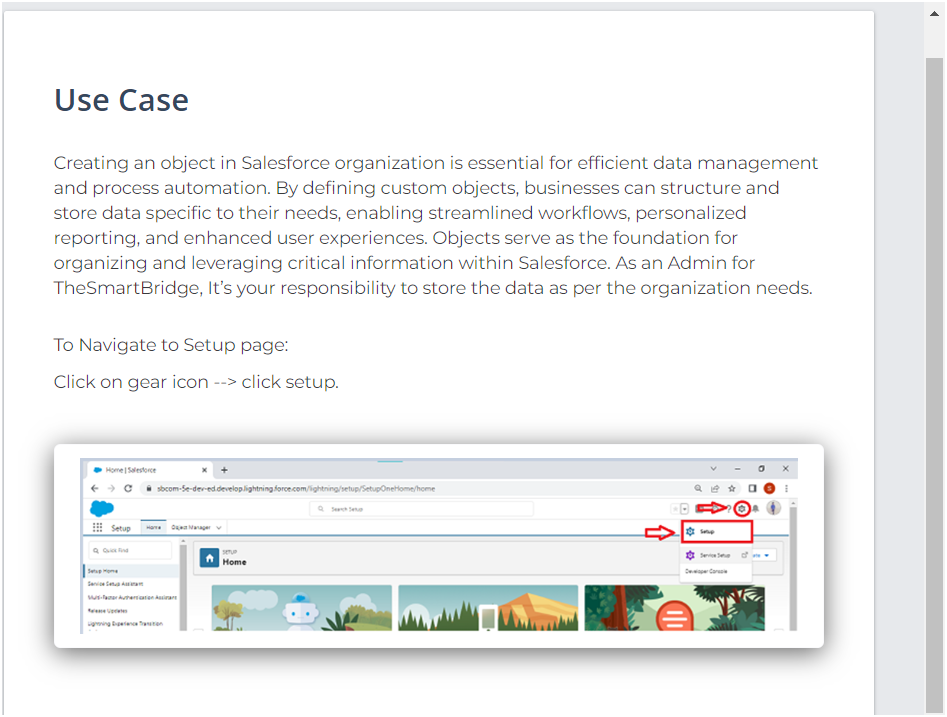 Use Case
Creating an object in Salesforce organization is essential for efficient data management
and process automation. By defining custom objects, businesses can structure and
store data specific to their needs, enabling streamlined workflows, personalized
reporting, and enhanced user experiences. Objects serve as the foundation for
organizing and leveraging critical information within Salesforce. As an Admin for
TheSmartBridge, It’s your responsibility to store the data as per the organization needs.
To Navigate to Setup page:
Click on gear icon --> click setup.
Home | Salesforce
sbcom-5e-dev-ed.develop.lightning.force.com/lightning/setup/SetupOneHome/home
S
Search Setup
Setup Home Object Manager
Setup
Quick Find
SETUP
Home
Service Setup
Developer Console
Setup Home
Service Setup Assistant
Multi-Factor Authentication Assistant
Release Updates
Lightning Experience Transition